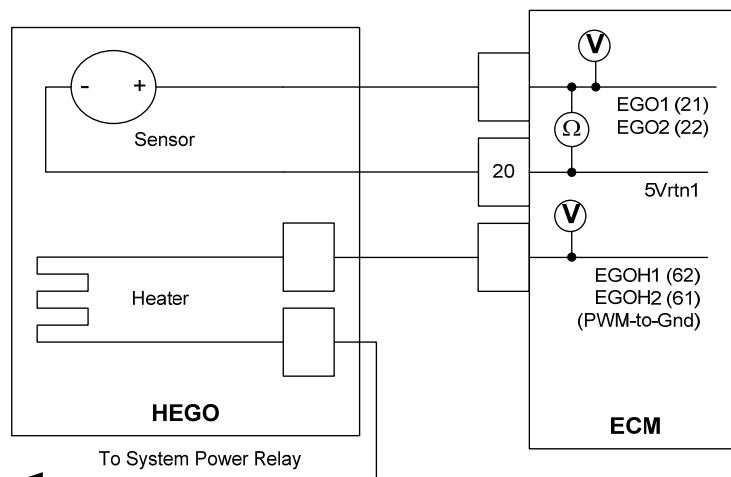 V
- +
EGO1 (21)
EGO2 (22)
Ω
Sensor
20
5Vrtn1
V
EGOH1 (62)
EGOH2 (61)
(PWM-to-Gnd)
Heater
HEGO
ECM
To System Power Relay